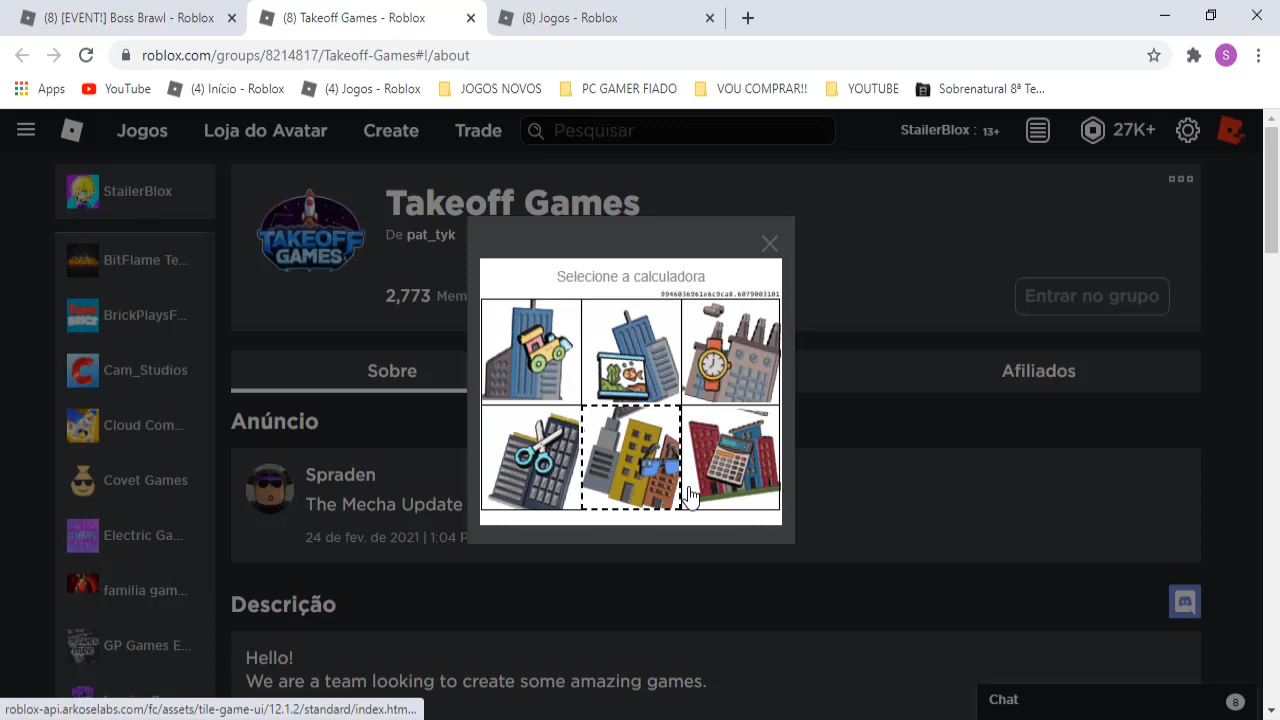 (8) [EVENT!] Boss Brawl - Roblox
(8) Takeoff Games - Roblox
(8) Jogos - Roblox
roblox.com/groups/8214817/Takeoff-Games#!/about
S
Apps
YouTube
(4) Início - Roblox
(4) Jogos - Roblox
JOGOS NOVOS
PC GAMER FIADO
VOU COMPRAR!!
YOUTUBE
Sobrenatural 8ª Te...
Jogos
Loja do Avatar
Create
Trade
Pesquisar
StailerBlox : 13+
27K+
StailerBlox
BitFlame Te...
BrickPlaysF...
Cam_Studios
Cloud Com...
Covet Games
Electric Ga...
familia gam...
GP Games E...
TAKEOFF
GAMES
Takeoff Games
De pat_tyk
2,773 Mem
Entrar no grupo
Selecione a calculadora
9946036961e6c9ca8.6079003101
Sobre
Afiliados
Anúncio
Spraden
The Mecha Update
24 de fev. de 2021 | 1:04 P
Descrição
Hello!
We are a team looking to create some amazing games.
Chat
8
roblox-api.arkoselabs.com/fc/assets/tile-game-ui/12.1.2/standard/index.htm...